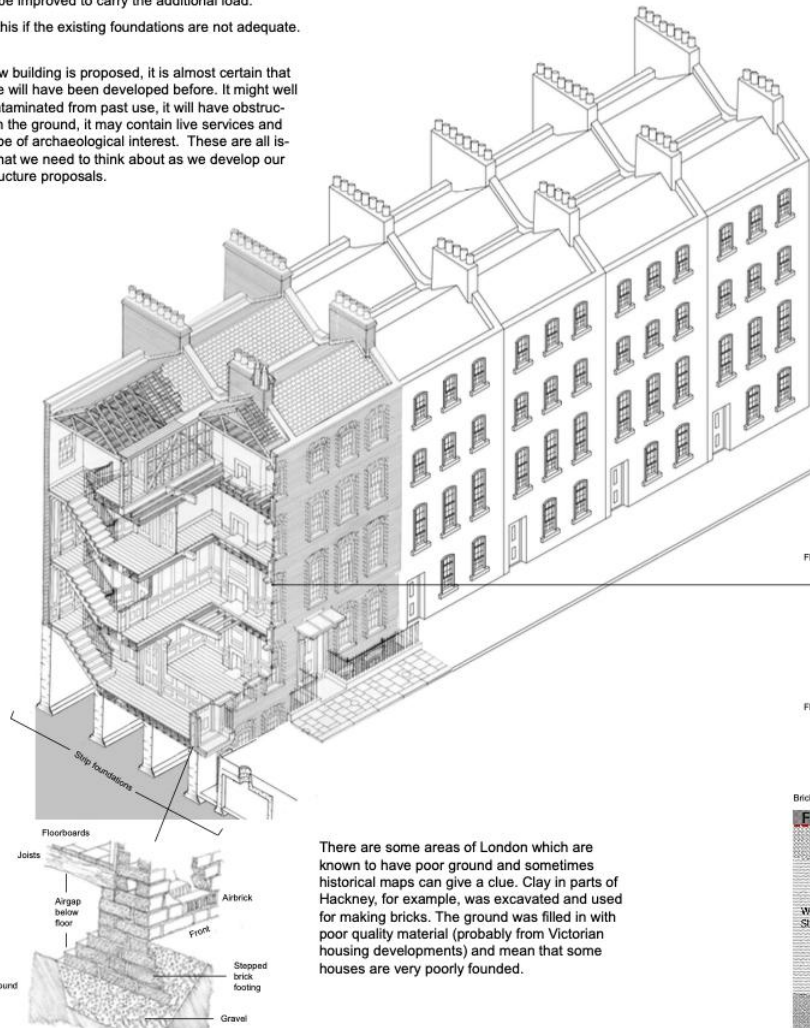 be improved to carry the additional load.
this if the existing foundations are not adequate.
w building is proposed, it is almost certain that
e will have been developed before. It might well
ntaminated from past use, it will have obstruc-
n the ground, it may contain live services and
be of archaeological interest. These are all is-
hat we need to think about as we develop our
ucture proposals.
Strip foundations
Floorboards
Joists
Airgap
below
floor
Airbrick
Front
Stepped
brick
footing
Gravel
ound
There are some areas of London which are
known to have poor ground and sometimes
historical maps can give a clue. Clay in parts of
Hackney, for example, was excavated and used
for making bricks. The ground was filled in with
poor quality material (probably from Victorian
housing developments) and mean that some
houses are very poorly founded.
Fl
Fl
Bric
F
W